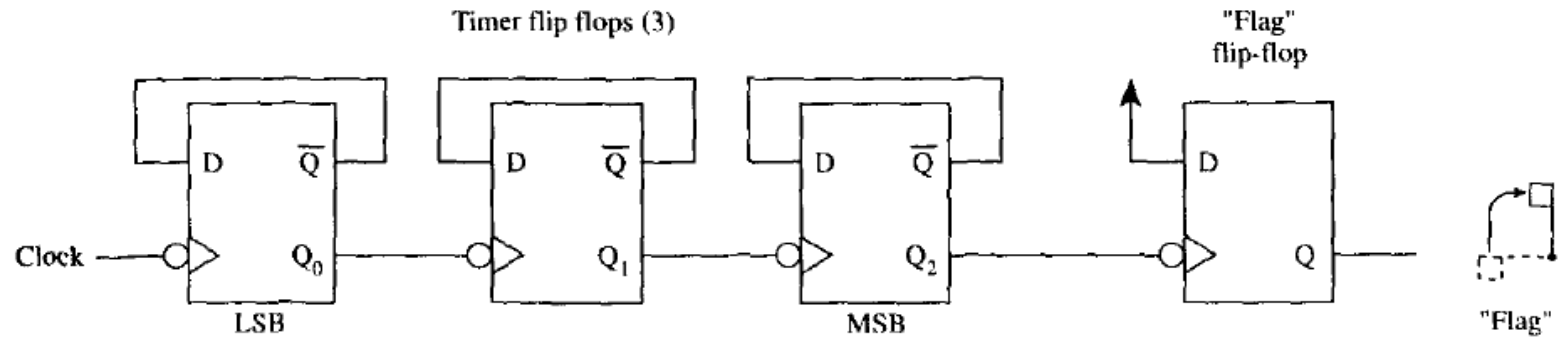 Timer flip flops (3)
"Flag"
flip-flop
D Q̅ D Q̅ D Q̅ D
Clock Q₀ Q₁ Q₂ Q
LSB MSB "Flag"